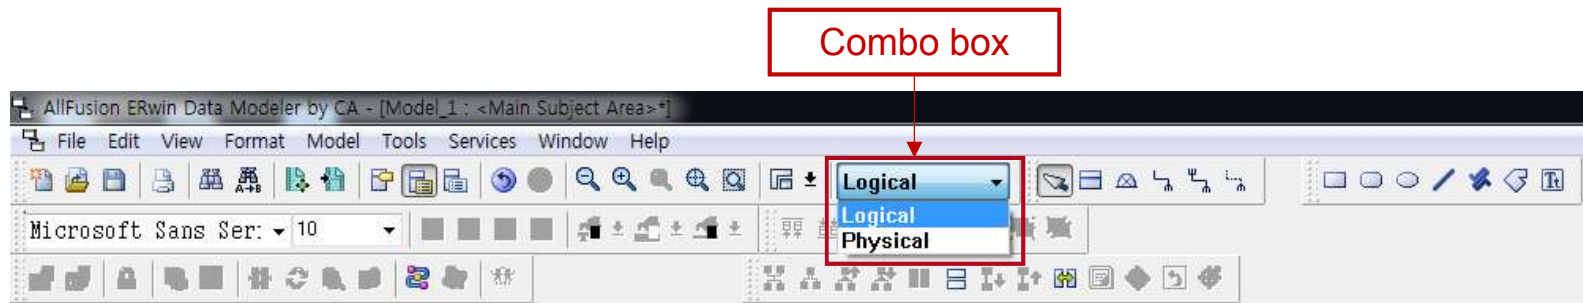 Combo box
AllFusion ERwin Data Modeler by CA - [Model_1 : <Main Subject Area>*]
File Edit View Format Model Tools Services Window Help
Logical
Logical
Physical
Microsoft Sans Ser: 10